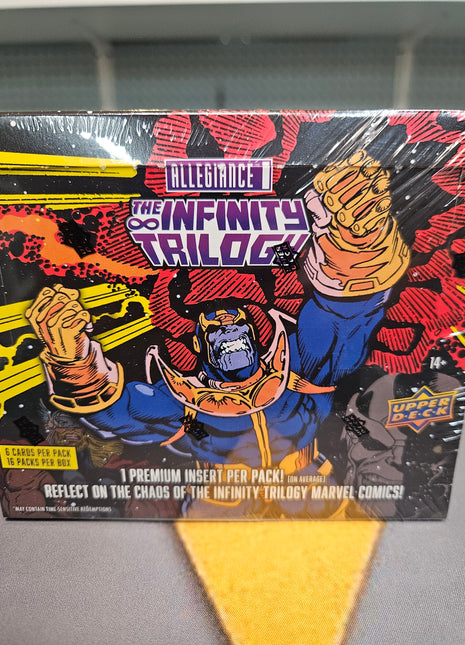 ALLEGIANCE
THE INFINITY
TRILOGY
14+
UPPER
D.E.C.K
6 CARDS PER PACK
16 PACKS PER BOX
1 PREMIUM INSERT PER PACK! (ON AVERAGE)
REFLECT ON THE CHAOS OF THE INFINITY TRILOGY MARVEL COMICS!
*MAY CONTAIN TIME-SENSITIVE REDEMPTIONS